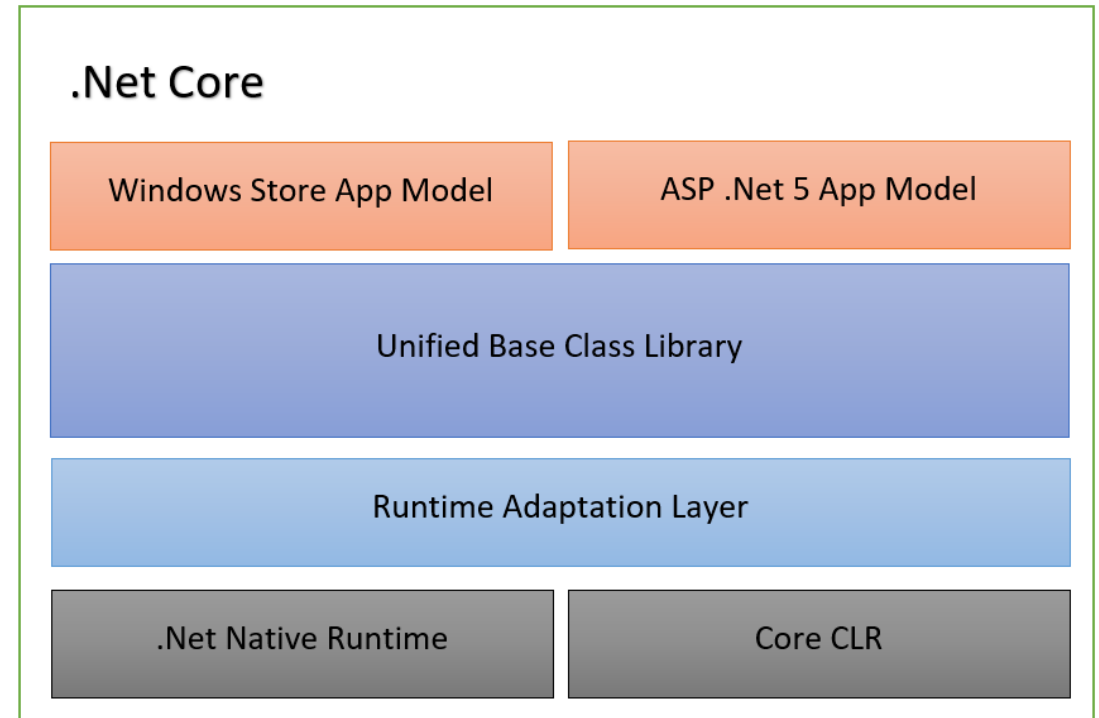 .Net Core
Windows Store App Model
ASP .Net 5 App Model
Unified Base Class Library
Runtime Adaptation Layer
.Net Native Runtime
Core CLR